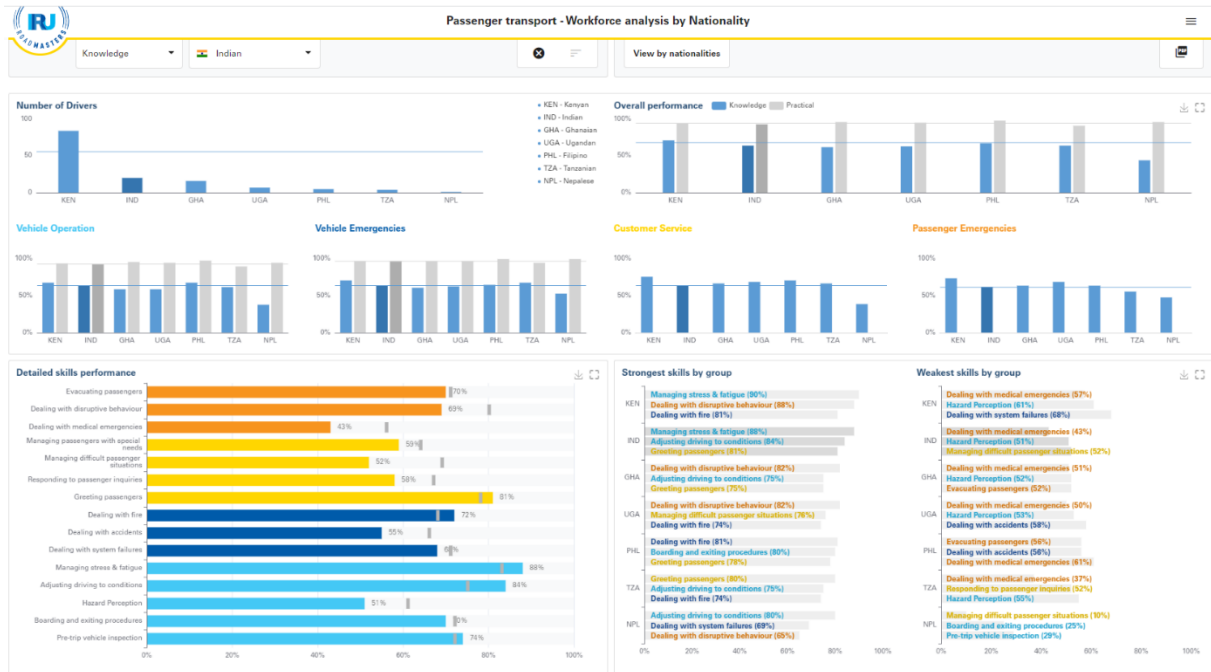 IRU
ROADMASTERS
Passenger transport - Workforce analysis by Nationality
Knowledge
Indian
View by nationalities
PDF
Number of Drivers
100
50
0
KEN IND GHA UGA PHL TZA NPL
KEN - Kenyan
IND - Indian
GHA - Ghanaian
UGA - Ugandan
PHL - Filipino
TZA - Tanzanian
NPL - Nepalese
Overall performance Knowledge Practical
100%
50%
0%
KEN IND GHA UGA PHL TZA NPL
Vehicle Operation
100%
50%
0%
KEN IND GHA UGA PHL TZA NPL
Vehicle Emergencies
100%
50%
0%
KEN IND GHA UGA PHL TZA NPL
Customer Service
100%
50%
0%
KEN IND GHA UGA PHL TZA NPL
Passenger Emergencies
100%
50%
0%
KEN IND GHA UGA PHL TZA NPL
Detailed skills performance
Evacuating passengers 70%
Dealing with disruptive behaviour 69%
Dealing with medical emergencies 43%
Managing passengers with special
needs 59%
Managing difficult passenger
situations 52%
Responding to passenger inquiries 58%
Greeting passengers 81%
Dealing with fire 72%
Dealing with accidents 55%
Dealing with system failures
Managing stress & fatigue 88%
Adjusting driving to conditions 84%
Hazard Perception 51%
Boarding and exiting procedures
Pre-trip vehicle inspection 74%
0% 20% 40% 60% 80% 100%
Strongest skills by group
KEN
Managing stress & fatigue (90%)
Dealing with disruptive behaviour (88%)
Dealing with fire (81%)
IND
Managing stress & fatigue (88%)
Adjusting driving to conditions (84%)
Greeting passengers (81%)
GHA
Dealing with disruptive behaviour (82%)
Adjusting driving to conditions (75%)
Greeting passengers (75%)
UGA
Dealing with disruptive behaviour (82%)
Managing difficult passenger situations (76%)
Dealing with fire (74%)
PHL
Dealing with fire (81%)
Boarding and exiting procedures (80%)
Greeting passengers (78%)
TZA
Greeting passengers (80%)
Adjusting driving to conditions (75%)
Dealing with fire (74%)
NPL
Adjusting driving to conditions (80%)
Dealing with system failures (69%)
Dealing with disruptive behaviour (65%)
0% 20% 40% 60% 80% 100%
Weakest skills by group
KEN
Dealing with medical emergencies (57%)
Hazard Perception (61%)
Dealing with system failures (68%)
IND
Dealing with medical emergencies (43%)
Hazard Perception (51%)
Managing difficult passenger situations (52%)
GHA
Dealing with medical emergencies (51%)
Hazard Perception (52%)
Evacuating passengers (52%)
UGA
Dealing with medical emergencies (50%)
Hazard Perception (53%)
Dealing with accidents (58%)
PHL
Evacuating passengers (56%)
Dealing with accidents (56%)
Dealing with medical emergencies (61%)
TZA
Dealing with medical emergencies (37%)
Responding to passenger inquiries (52%)
Hazard Perception (55%)
NPL
Managing difficult passenger situations (10%)
Boarding and exiting procedures (25%)
Pre-trip vehicle inspection (29%)
0% 20% 40% 60% 80% 100%